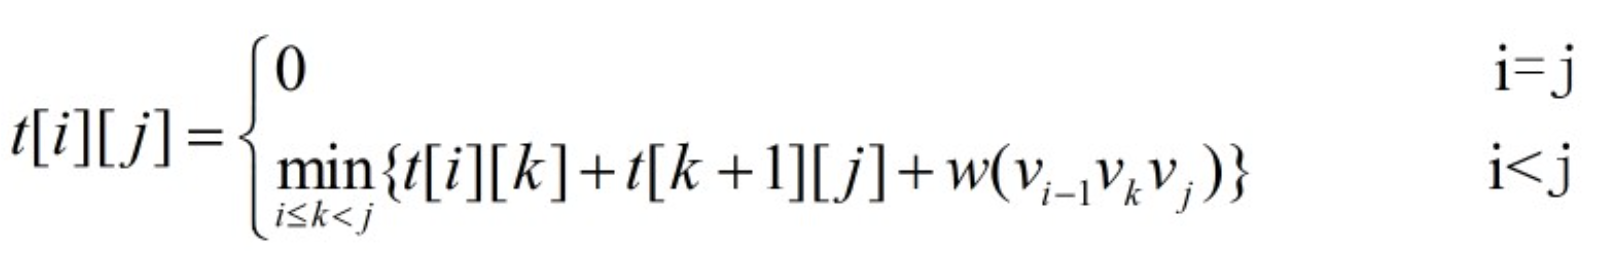 t[i][j] = { 0    i=j
min_{i≤k<j}{t[i][k]+t[k+1][j]+w(v_{i−1}v_kv_j)}    i<j